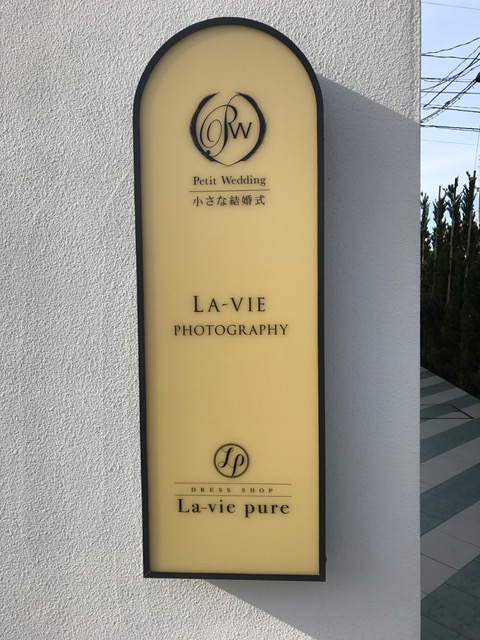 PW
Petit Wedding
小さな結婚式
LA-VIE
PHOTOGRAPHY
Lp
DRESS SHOP
La-vie pure